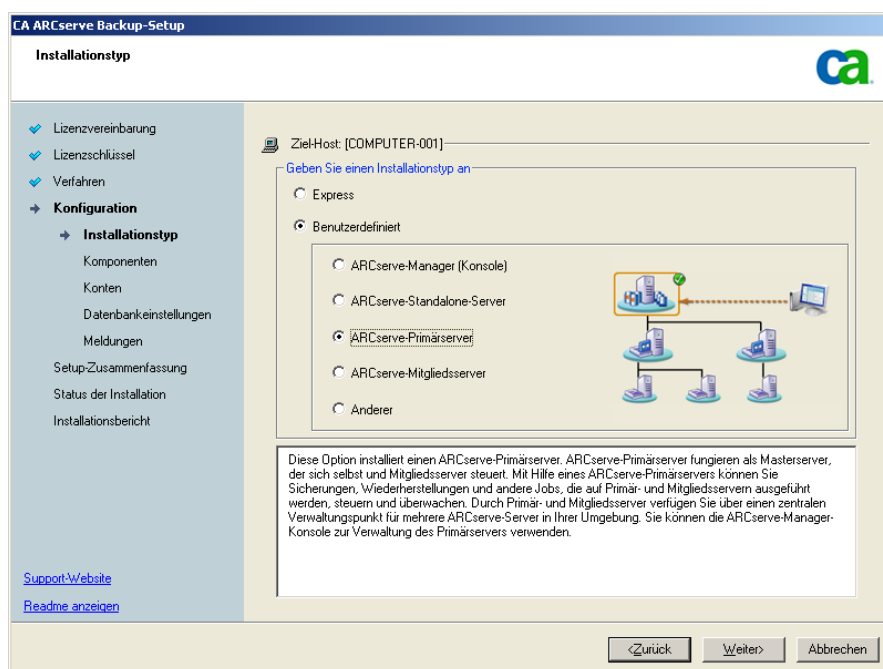 CA ARCserve Backup-Setup
Installationstyp
ca
Lizenzvereinbarung
Lizenzschlüssel
Verfahren
Konfiguration
Installationstyp
Komponenten
Konten
Datenbankeinstellungen
Meldungen
Setup-Zusammenfassung
Status der Installation
Installationsbericht
Support-Website
Readme anzeigen
Ziel-Host: [COMPUTER-001]
Geben Sie einen Installationstyp an
Express
Benutzerdefiniert
ARCserve-Manager (Konsole)
ARCserve-Standalone-Server
ARCserve-Primärserver
ARCserve-Mitgliedsserver
Anderer
Diese Option installiert einen ARCserve-Primärserver. ARCserve-Primärserver fungieren als Masterserver,
der sich selbst und Mitgliedsserver steuert. Mit Hilfe eines ARCserve-Primärservers können Sie
Sicherungen, Wiederherstellungen und andere Jobs, die auf Primär- und Mitgliedsservern ausgeführt
werden, steuern und überwachen. Durch Primär- und Mitgliedsserver verfügen Sie über einen zentralen
Verwaltungspunkt für mehrere ARCserve-Server in Ihrer Umgebung. Sie können die ARCserve-Manager-
Konsole zur Verwaltung des Primärservers verwenden.
<Zurück
Weiter>
Abbrechen